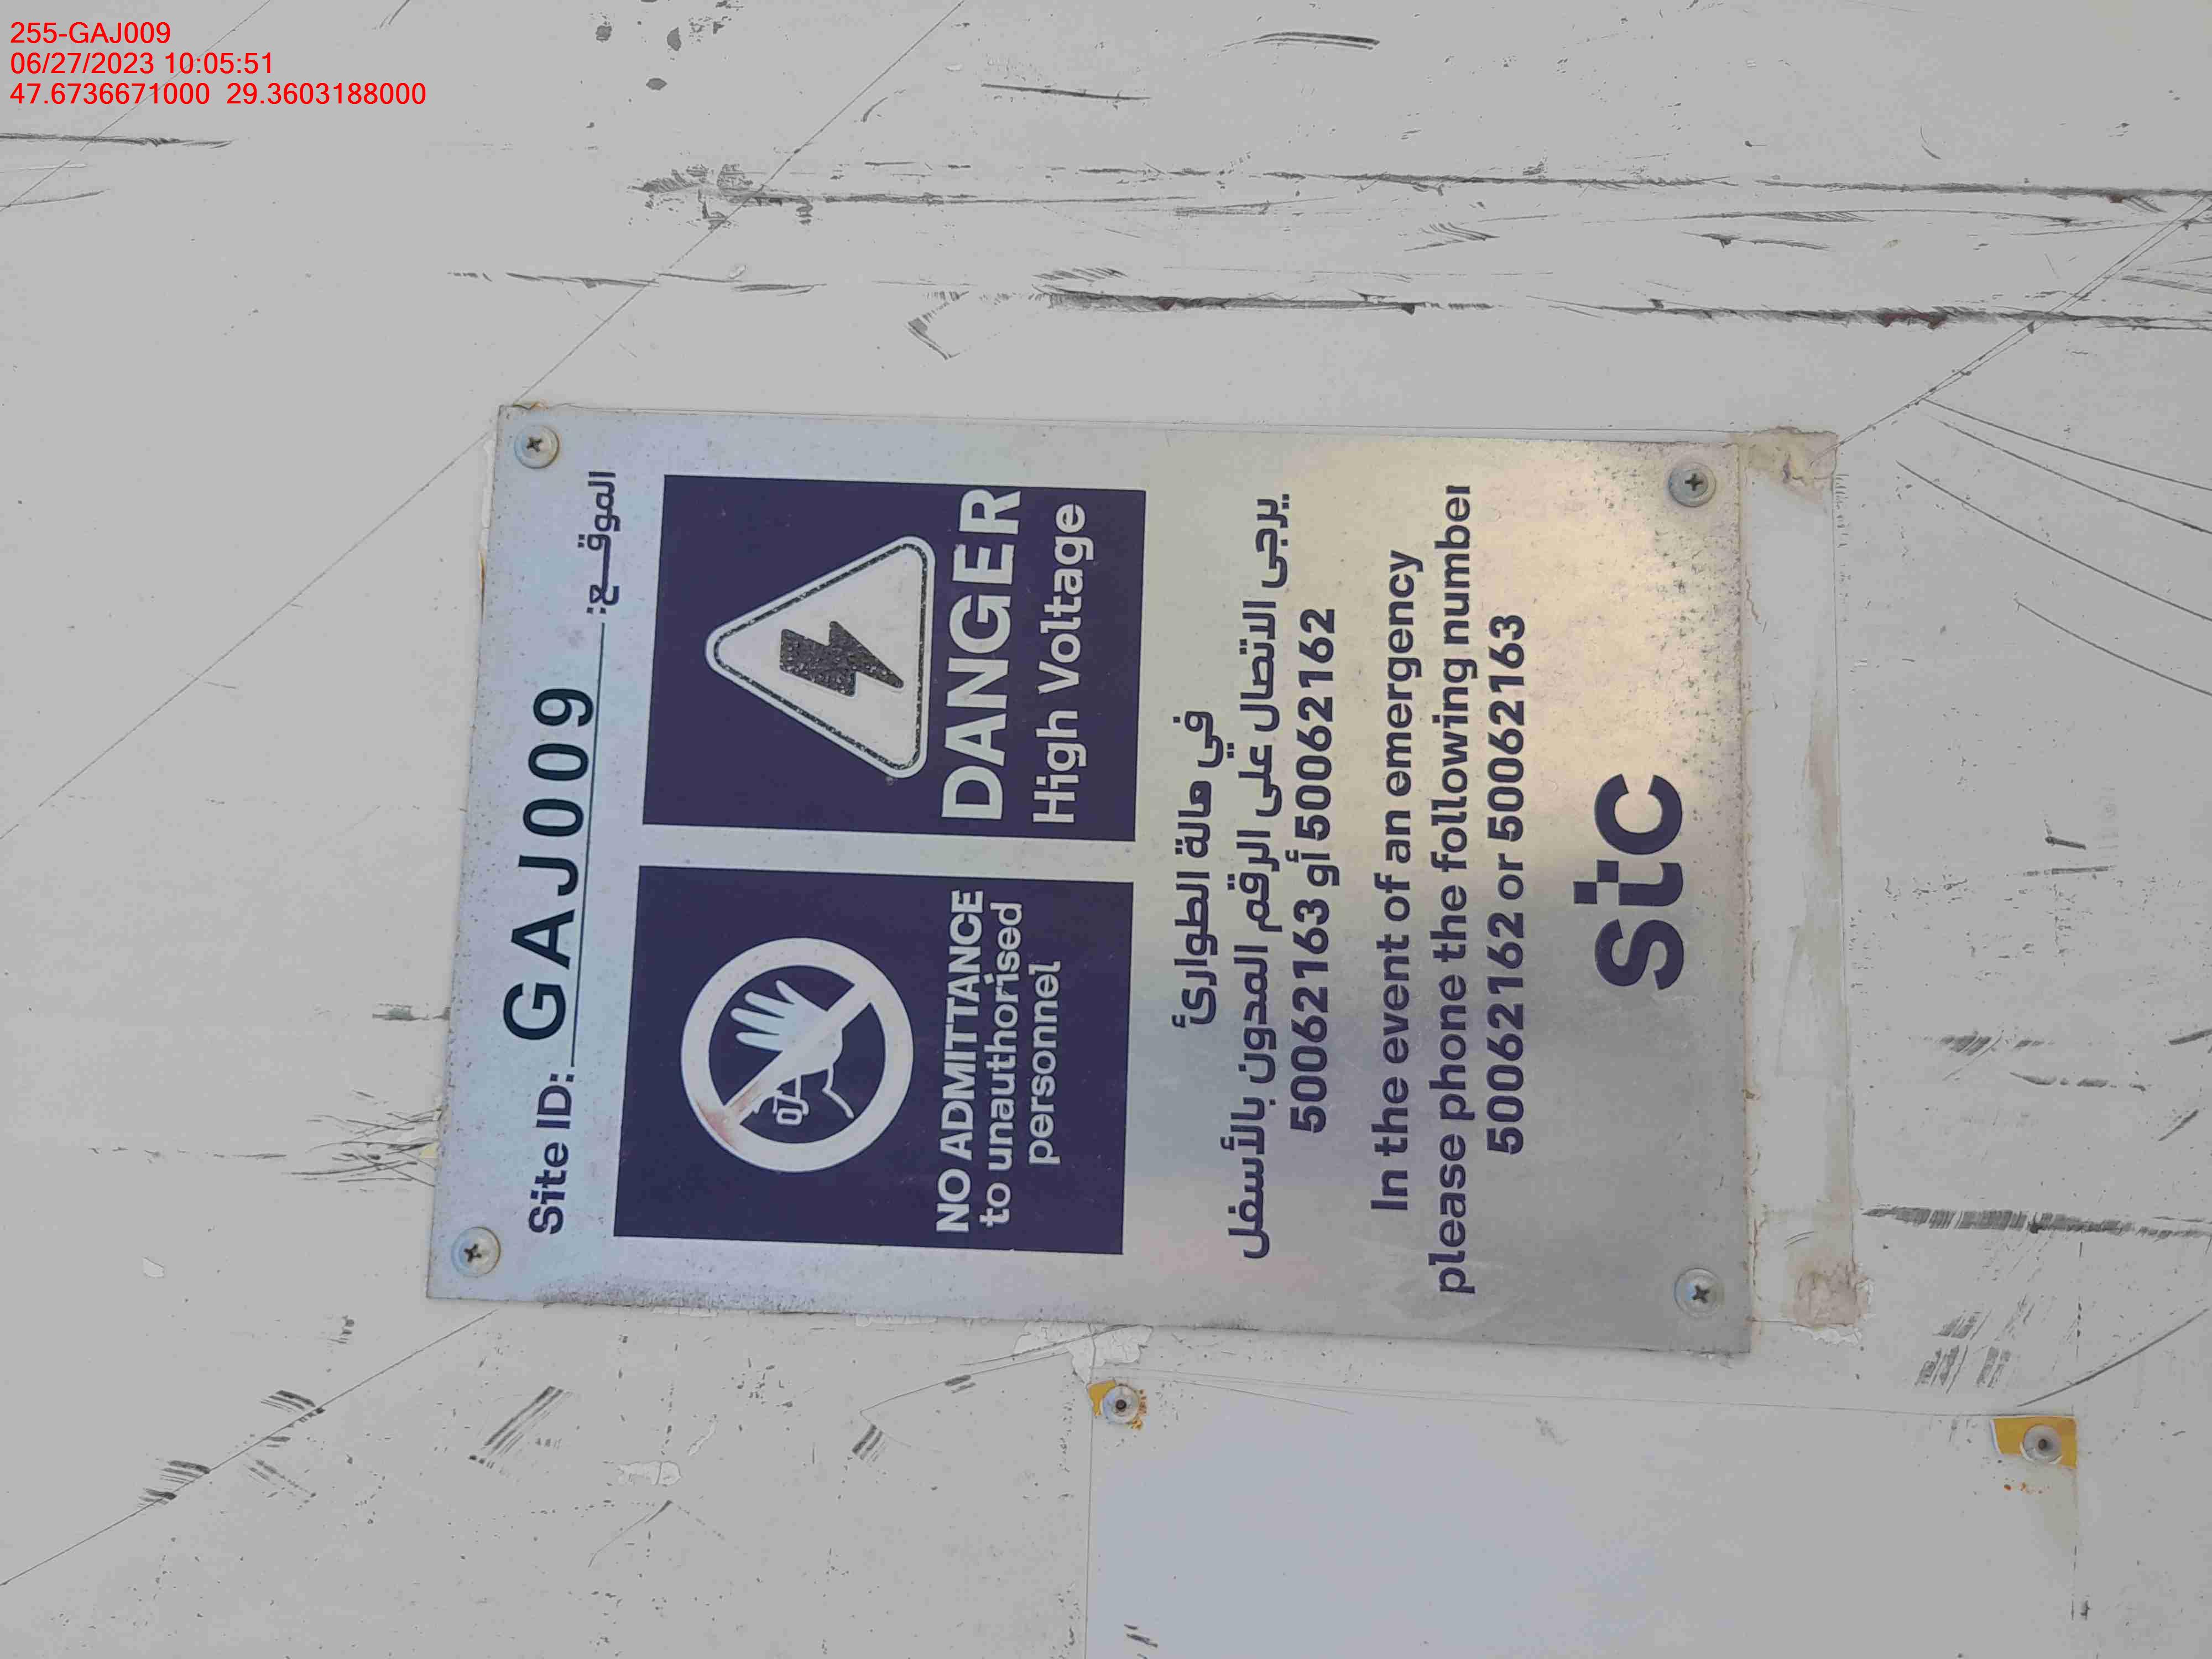 255-GAJ009
06/27/2023 10:05:51
47.6736671000 29.3603188000
Site ID: GAJ009 الموقـع:
NO ADMITTANCE
to unauthorised
personnel
DANGER
High Voltage
في حالة الطوارئ
يرجى الاتصال على الرقم المدون بالأسفل
50062162 أو 50062163
In the event of an emergency
please phone the following number
50062162 or 50062163
stc